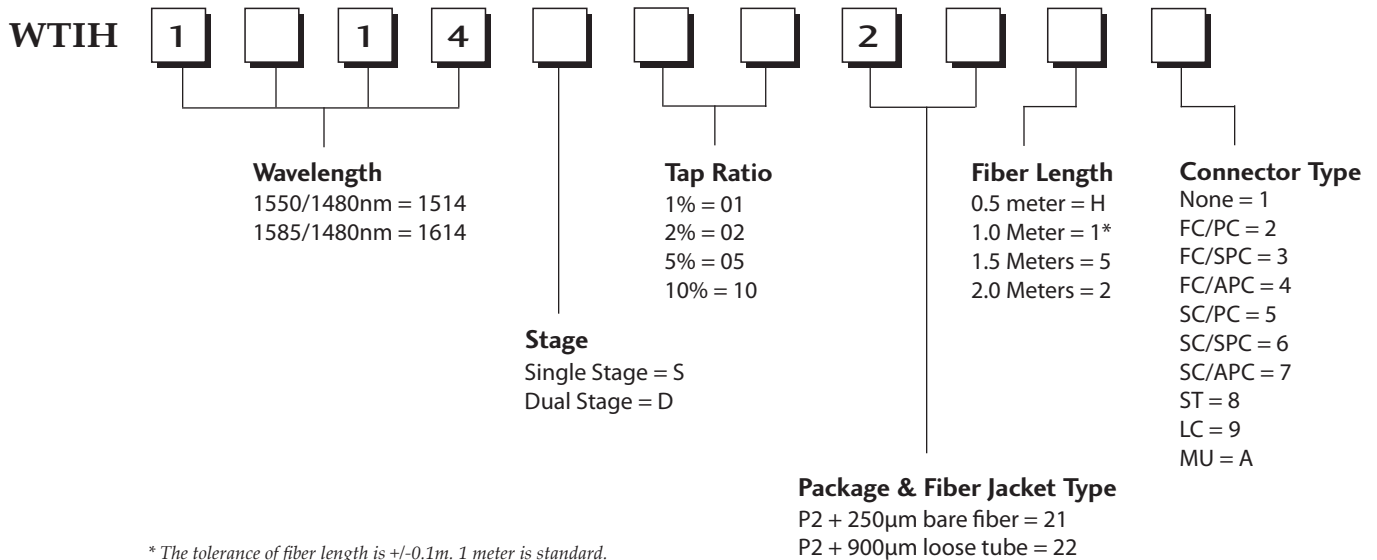 WTIH 1 1 4 2
Wavelength
1550/1480nm = 1514
1585/1480nm = 1614
Stage
Single Stage = S
Dual Stage = D
Tap Ratio
1% = 01
2% = 02
5% = 05
10% = 10
Package & Fiber Jacket Type
P2 + 250µm bare fiber = 21
P2 + 900µm loose tube = 22
Fiber Length
0.5 meter = H
1.0 Meter = 1*
1.5 Meters = 5
2.0 Meters = 2
Connector Type
None = 1
FC/PC = 2
FC/SPC = 3
FC/APC = 4
SC/PC = 5
SC/SPC = 6
SC/APC = 7
ST = 8
LC = 9
MU = A
* The tolerance of fiber length is +/-0.1m. 1 meter is standard.